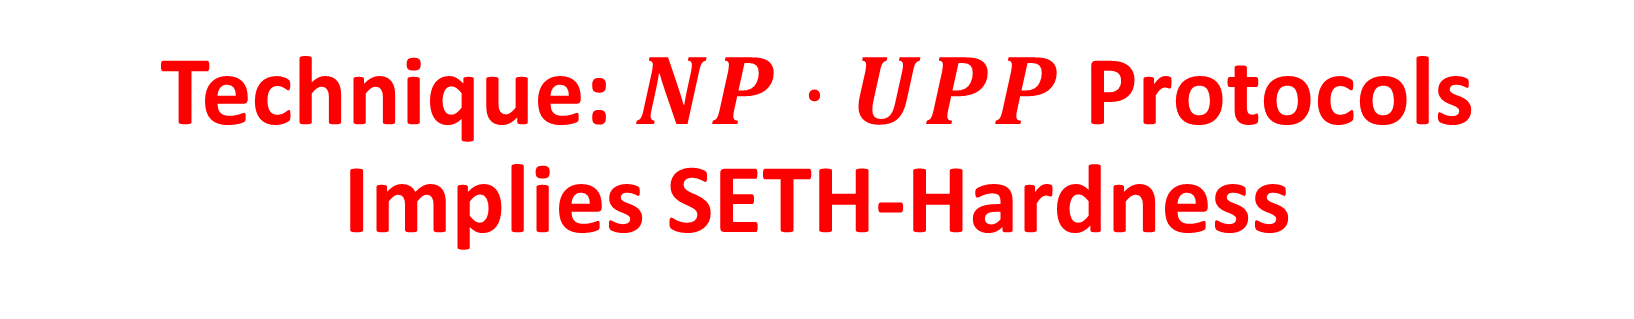 Technique: NP · UPP Protocols
Implies SETH-Hardness